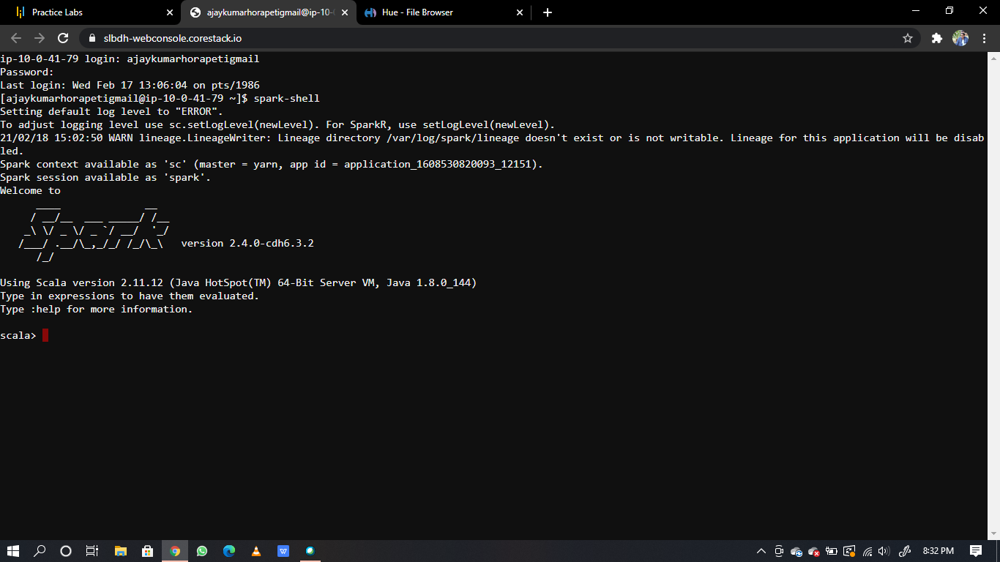 Practice Labs
ajaykumarhorapetigmail@ip-10-
Hue - File Browser
slbdh-webconsole.corestack.io
ip-10-0-41-79 login: ajaykumarhorapetigmail
Password:
Last login: Wed Feb 17 13:06:04 on pts/1986
[ajaykumarhorapetigmail@ip-10-0-41-79 ~]$ spark-shell
Setting default log level to "ERROR".
To adjust logging level use sc.setLogLevel(newLevel). For SparkR, use setLogLevel(newLevel).
21/02/18 15:02:50 WARN lineage.LineageWriter: Lineage directory /var/log/spark/lineage doesn't exist or is not writable. Lineage for this application will be disab
led.
Spark context available as 'sc' (master = yarn, app id = application_1608530820093_12151).
Spark session available as 'spark'.
Welcome to
      ____              __
     / __/__  ___ _____/ /__
    _\ \/ _ \/ _ `/ __/  '_/
   /___/ .__/\_,_/_/ /_/\_\   version 2.4.0-cdh6.3.2
      /_/
Using Scala version 2.11.12 (Java HotSpot(TM) 64-Bit Server VM, Java 1.8.0_144)
Type in expressions to have them evaluated.
Type :help for more information.
scala>
8:32 PM